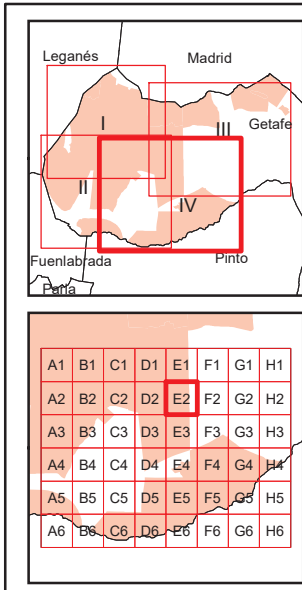 Leganés Madrid
I III
Getafe
II
IV
Fuenlabrada Pinto
Parla
A1 B1 C1 D1 E1 F1 G1 H1
A2 B2 C2 D2 E2 F2 G2 H2
A3 B3 C3 D3 E3 F3 G3 H3
A4 B4 C4 D4 E4 F4 G4 H4
A5 B5 C5 D5 E5 F5 G5 H5
A6 B6 C6 D6 E6 F6 G6 H6